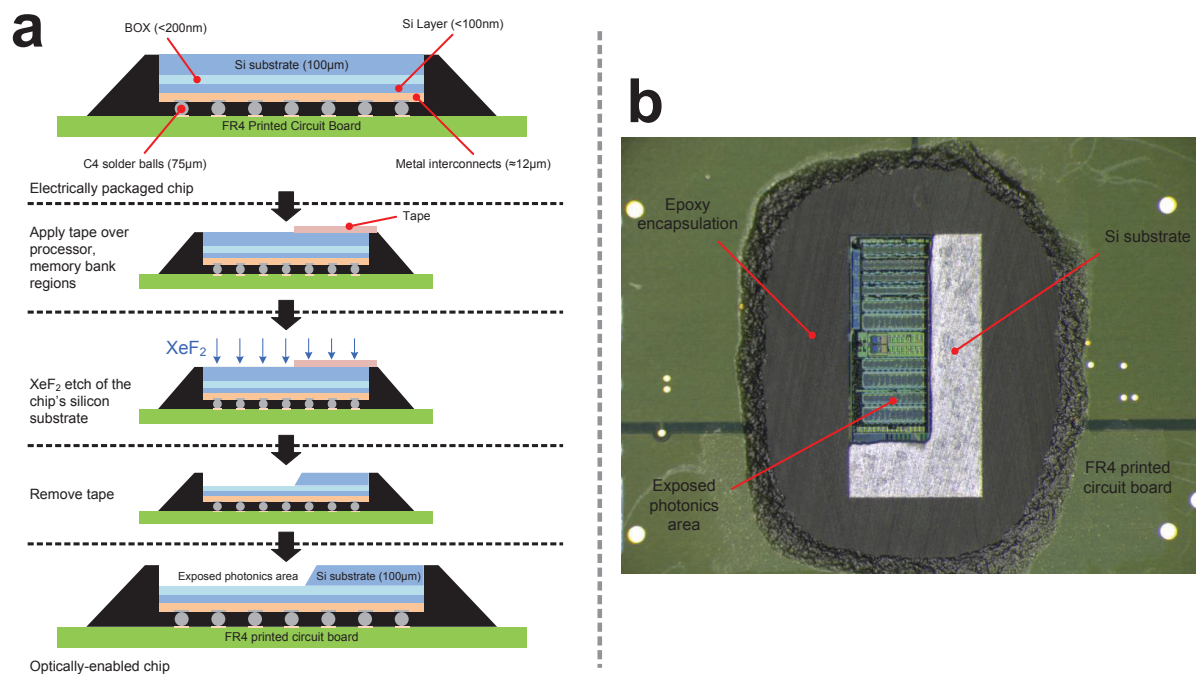 a
BOX (<200nm)
Si Layer (<100nm)
Si substrate (100µm)
FR4 Printed Circuit Board
C4 solder balls (75µm)
Metal interconnects (≈12µm)
Electrically packaged chip
Tape
Apply tape over
processor,
memory bank
regions
XeF₂
XeF₂ etch of the
chip's silicon
substrate
Remove tape
Exposed photonics area
Si substrate (100µm)
FR4 printed circuit board
Optically-enabled chip
b
Epoxy
encapsulation
Si substrate
Exposed
photonics
area
FR4 printed
circuit board